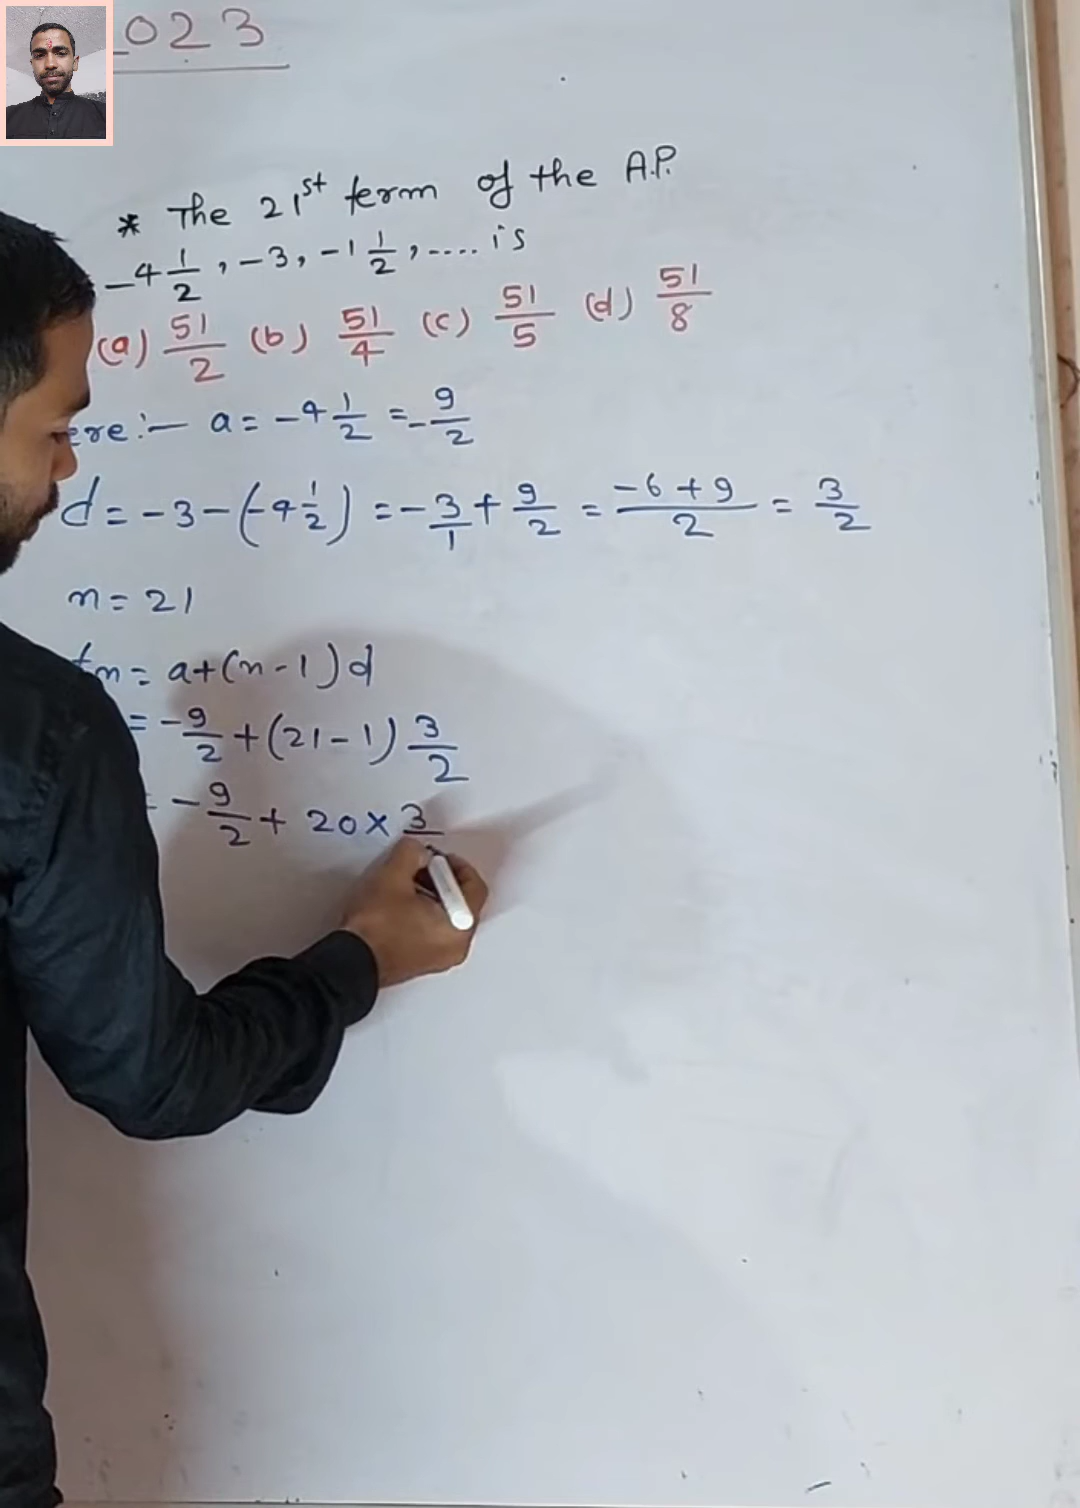 2023
* The 21st term of the A.P.
-4 1/2, -3, -1 1/2, .... is
(a) 51/2 (b) 51/4 (c) 51/5 (d) 51/8
ere :- a = -4 1/2 = -9/2
d = -3 - (-4 1/2) = -3/1 + 9/2 = -6+9/2 = 3/2
n = 21
tn = a+(n-1)d
= -9/2 + (21-1) 3/2
= -9/2 + 20 × 3